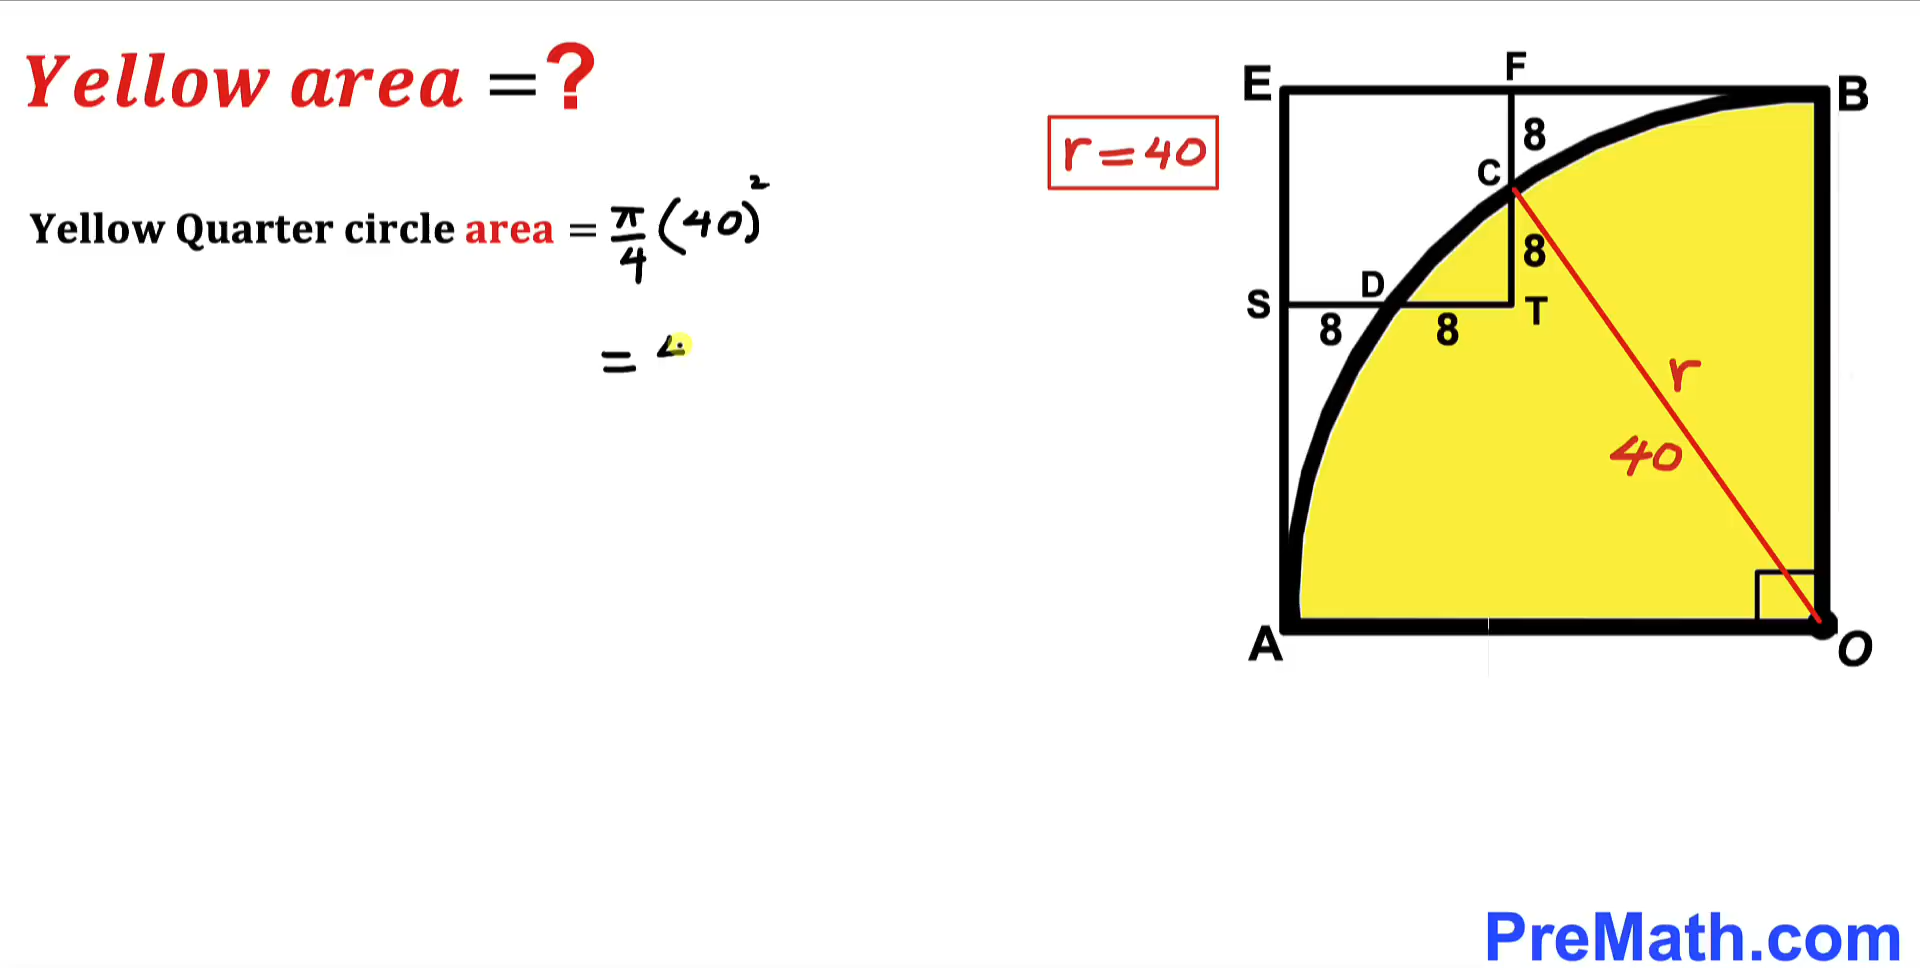 Yellow area =?
r = 40
Yellow Quarter circle area = π/4 (40)²
=
E
F
B
8
C
8
D
S
T
8
8
r
40
A
O
PreMath.com